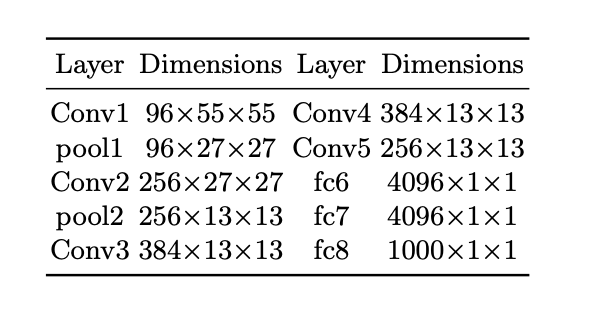 Layer Dimensions Layer Dimensions
Conv1 96×55×55 Conv4 384×13×13
pool1 96×27×27 Conv5 256×13×13
Conv2 256×27×27 fc6 4096×1×1
pool2 256×13×13 fc7 4096×1×1
Conv3 384×13×13 fc8 1000×1×1